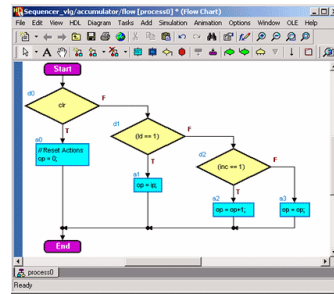 Sequencer_vlg/accumulator/flow [process0] * (Flow Chart)
File Edit View HDL Diagram Tasks Add Simulation Animation Options Window OLE Help
Start
d0
clr
F
T
d1
(ld == 1)
F
T
d2
(inc == 1)
F
T
a0
// Reset Actions
op = 0;
a1
op = ip;
a2
op = op+1;
a3
op = op;
End
process0
Ready